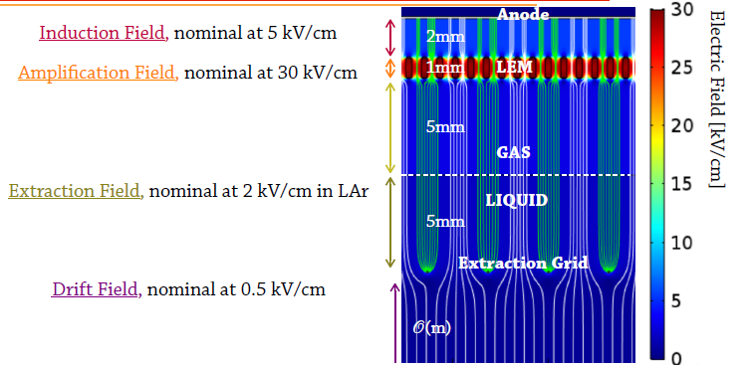 Induction Field, nominal at 5 kV/cm
Amplification Field, nominal at 30 kV/cm
Extraction Field, nominal at 2 kV/cm in LAr
Drift Field, nominal at 0.5 kV/cm
Anode
2mm
1mm LEM
5mm
GAS
LIQUID
5mm
Extraction Grid
𝒪(m)
30
25
20
15
10
5
0
Electric Field [kV/cm]